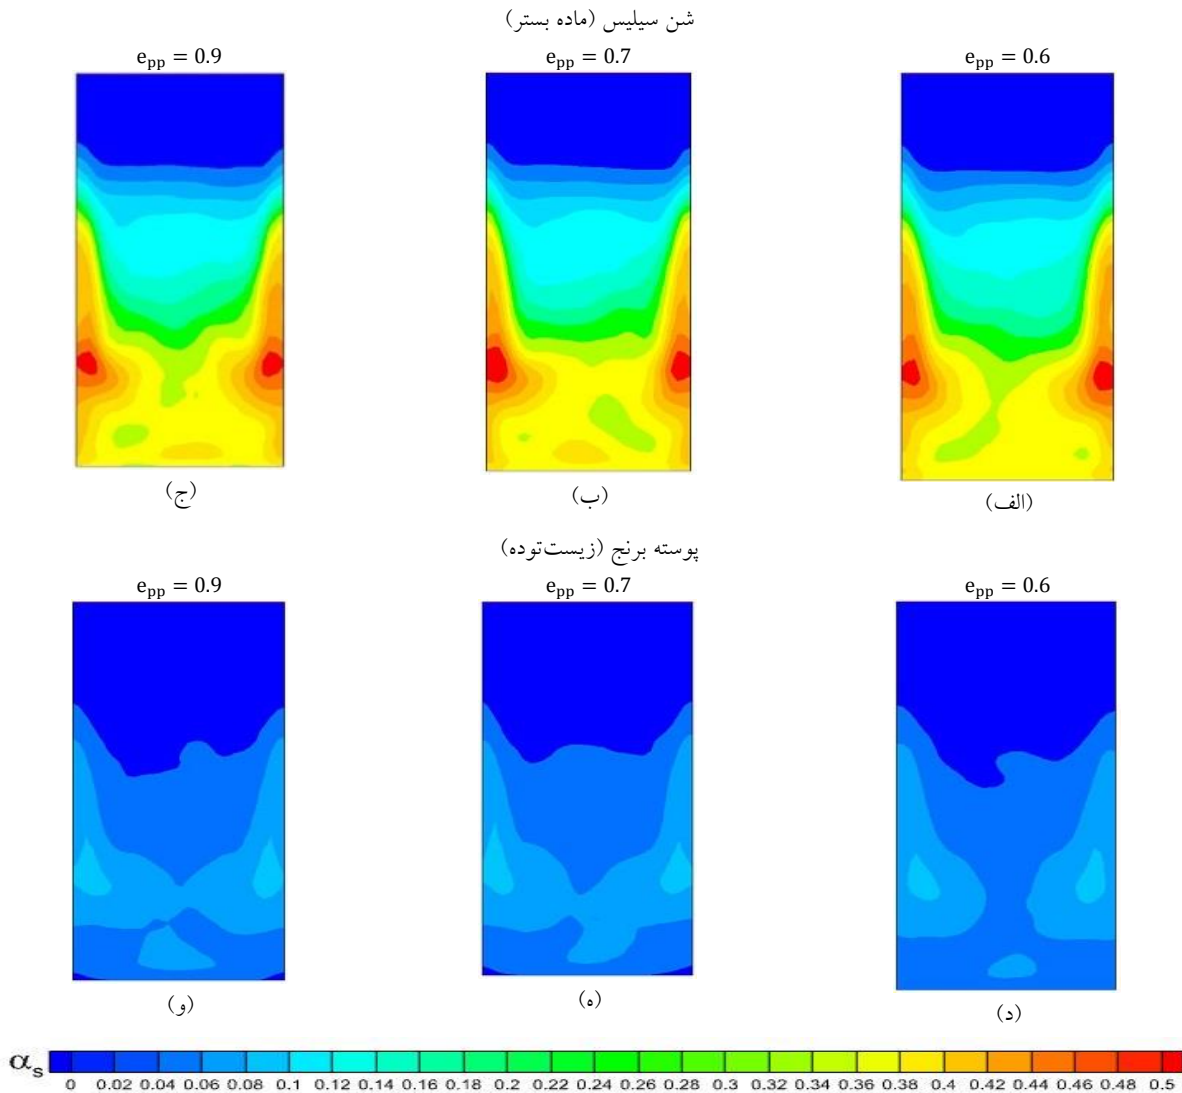 شن سیلیس (ماده بستر)
e_pp = 0.6 e_pp = 0.7 e_pp = 0.9
(الف) (ب) (ج)
پوسته برنج (زیست‌توده)
e_pp = 0.6 e_pp = 0.7 e_pp = 0.9
(د) (ه) (و)
α_s 0 0.02 0.04 0.06 0.08 0.1 0.12 0.14 0.16 0.18 0.2 0.22 0.24 0.26 0.28 0.3 0.32 0.34 0.36 0.38 0.4 0.42 0.44 0.46 0.48 0.5